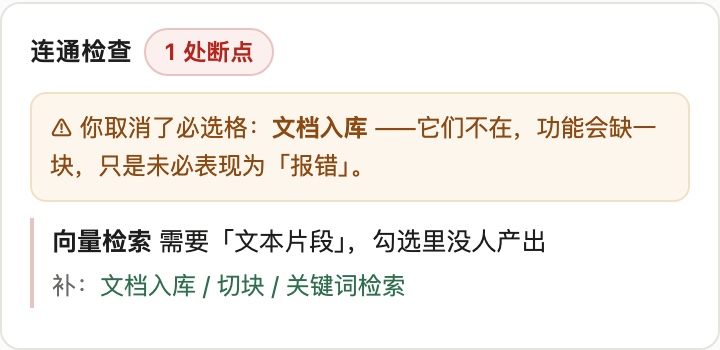 连通检查 1 处断点
⚠ 你取消了必选格：文档入库 ——它们不在，功能会缺一
块，只是未必表现为「报错」。
向量检索 需要「文本片段」，勾选里没人产出
补：文档入库 / 切块 / 关键词检索